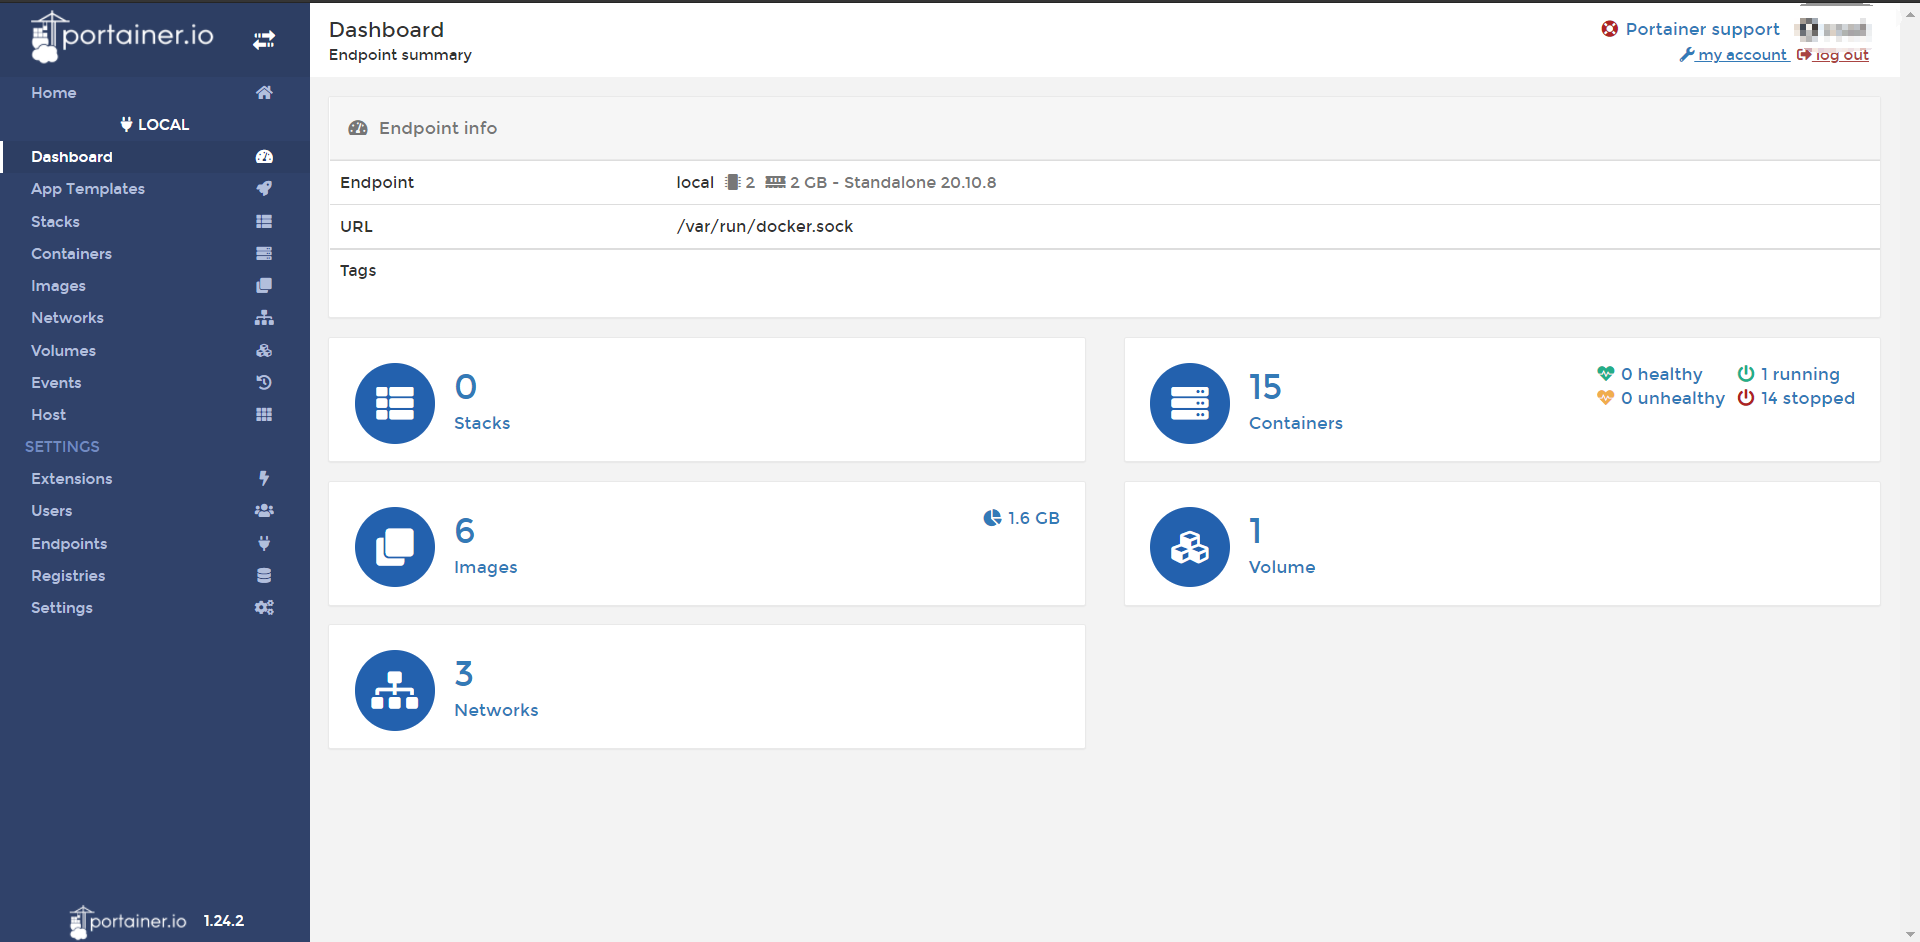 portainer.io
Home
LOCAL
Dashboard
App Templates
Stacks
Containers
Images
Networks
Volumes
Events
Host
SETTINGS
Extensions
Users
Endpoints
Registries
Settings
portainer.io 1.24.2
Dashboard
Endpoint summary
Portainer support
my account log out
Endpoint info
Endpoint local 2 2 GB - Standalone 20.10.8
URL /var/run/docker.sock
Tags
0
Stacks
15
Containers
0 healthy 1 running
0 unhealthy 14 stopped
6
Images
1.6 GB
1
Volume
3
Networks